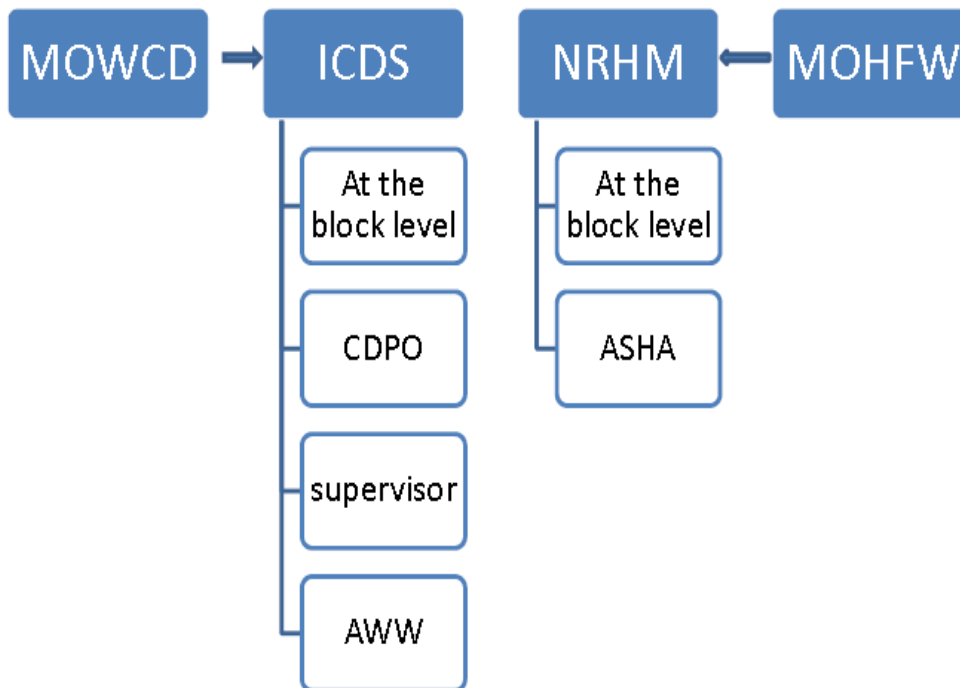 MOWCD
ICDS
NRHM
MOHFW
At the
block level
CDPO
supervisor
AWW
At the
block level
ASHA